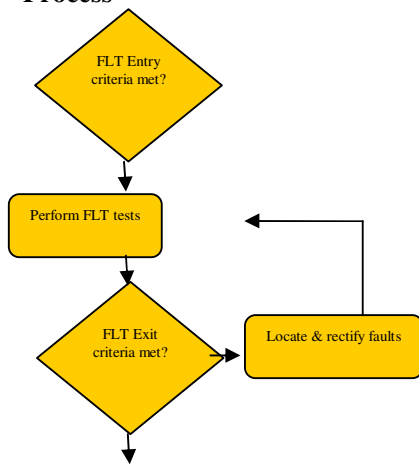 Process
FLT Entry
criteria met?
Perform FLT tests
FLT Exit
criteria met?
Locate & rectify faults